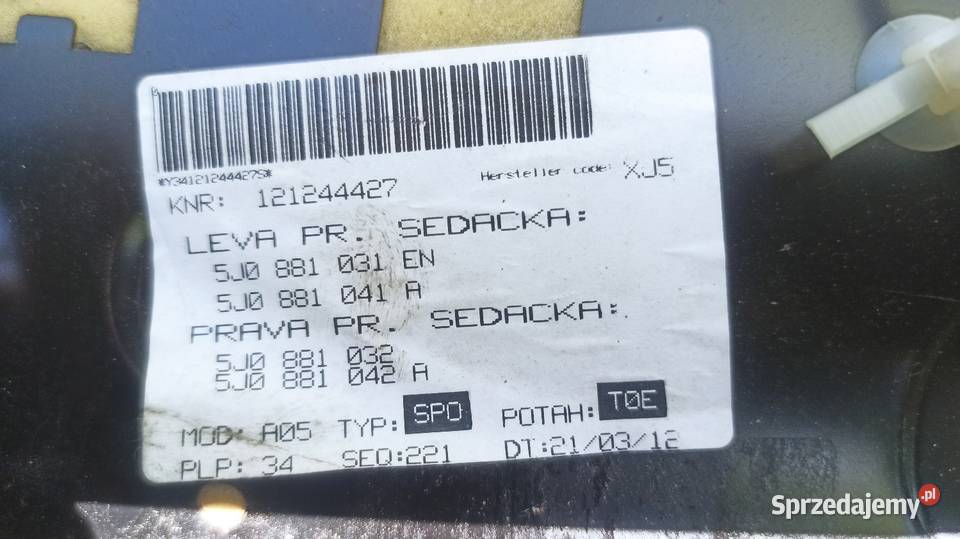 *Y34121244427S*
Hersteller code: XJ5
KNR: 121244427
LEVA PR. SEDACKA:
5J0 881 031 EN
5J0 881 041 A
PRAVA PR. SEDACKA:
5J0 881 032
5J0 881 042 A
MOD: A05 TYP: SPO POTAH: T0E
PLP: 34 SEQ:221 DT:21/03/12
Sprzedajemy.pl